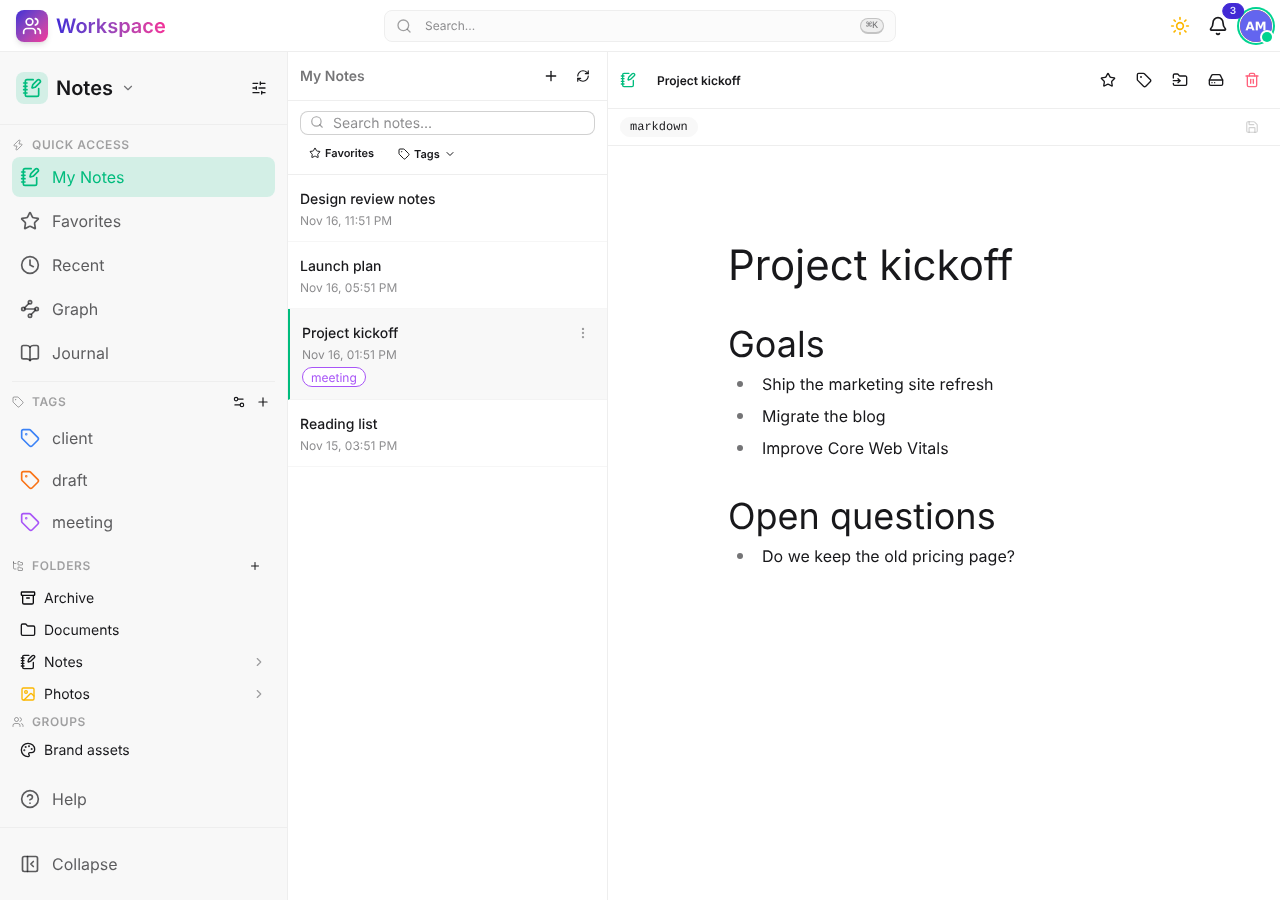 Workspace
Search...
⌘K
3
AM
Notes
QUICK ACCESS
My Notes
Favorites
Recent
Graph
Journal
TAGS
client
draft
meeting
FOLDERS
Archive
Documents
Notes
Photos
GROUPS
Brand assets
Help
Collapse
My Notes
Search notes...
Favorites
Tags
Design review notes
Nov 16, 11:51 PM
Launch plan
Nov 16, 05:51 PM
Project kickoff
Nov 16, 01:51 PM
meeting
Reading list
Nov 15, 03:51 PM
Project kickoff
markdown
Project kickoff
Goals
Ship the marketing site refresh
Migrate the blog
Improve Core Web Vitals
Open questions
Do we keep the old pricing page?